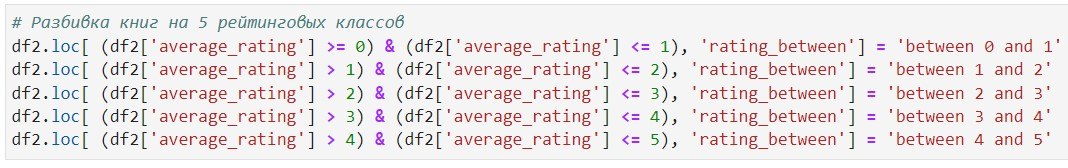 # Разбивка книг на 5 рейтинговых классов
df2.loc[ (df2['average_rating'] >= 0) & (df2['average_rating'] <= 1), 'rating_between'] = 'between 0 and 1'
df2.loc[ (df2['average_rating'] > 1) & (df2['average_rating'] <= 2), 'rating_between'] = 'between 1 and 2'
df2.loc[ (df2['average_rating'] > 2) & (df2['average_rating'] <= 3), 'rating_between'] = 'between 2 and 3'
df2.loc[ (df2['average_rating'] > 3) & (df2['average_rating'] <= 4), 'rating_between'] = 'between 3 and 4'
df2.loc[ (df2['average_rating'] > 4) & (df2['average_rating'] <= 5), 'rating_between'] = 'between 4 and 5'